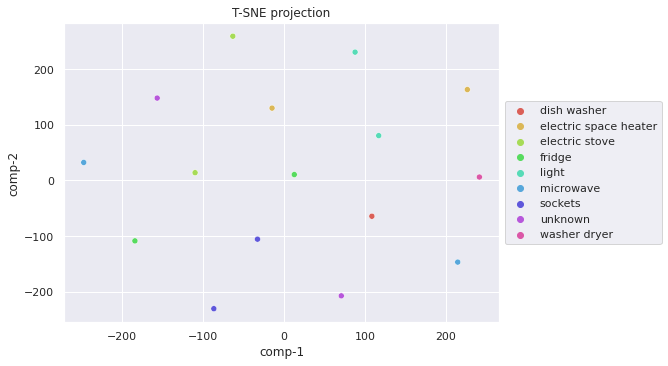 T-SNE projection
200
100
0
−100
−200
comp-2
−200
−100
0
100
200
comp-1
dish washer
electric space heater
electric stove
fridge
light
microwave
sockets
unknown
washer dryer